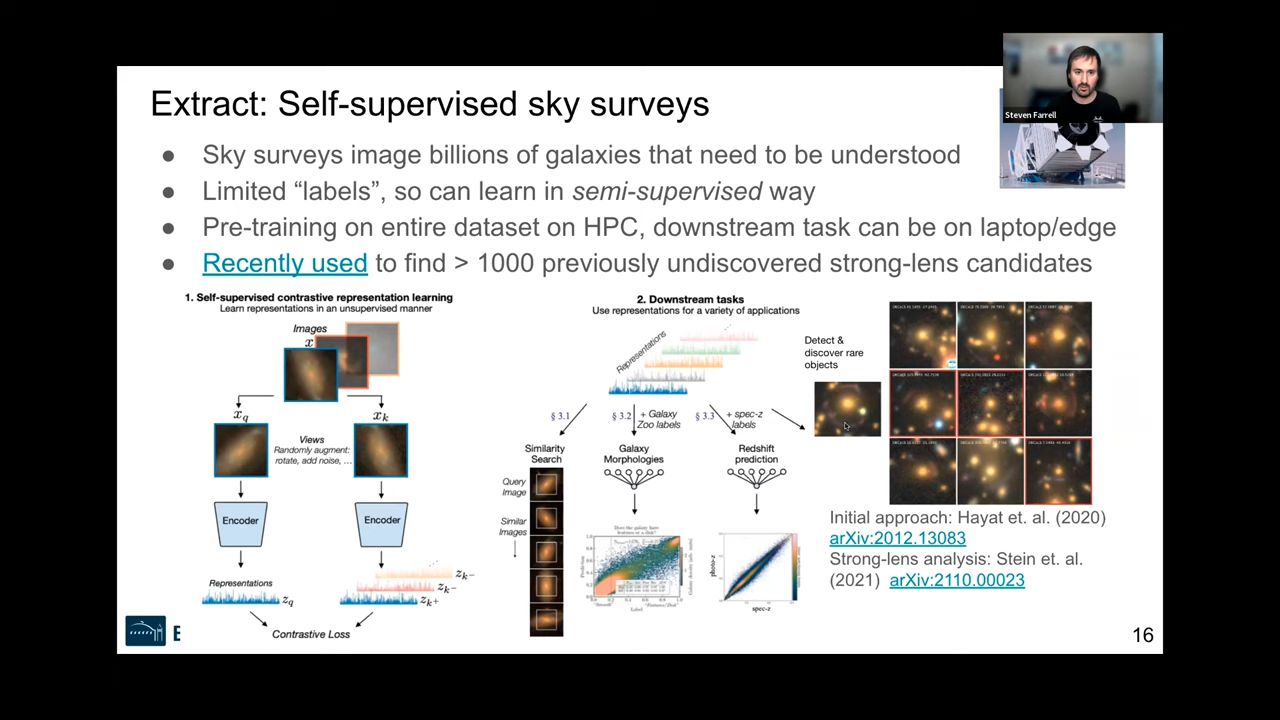 Extract: Self-supervised sky surveys
Steven Farrell
● Sky surveys image billions of galaxies that need to be understood
● Limited “labels”, so can learn in semi-supervised way
● Pre-training on entire dataset on HPC, downstream task can be on laptop/edge
● Recently used to find > 1000 previously undiscovered strong-lens candidates
1. Self-supervised contrastive representation learning
Learn representations in an unsupervised manner
Images
x
x_q
x_k
Views
Randomly augment:
rotate, add noise, ...
Encoder
Encoder
Representations
z_q
z_k−
z_k−
z_k+
Contrastive Loss
2. Downstream tasks
Use representations for a variety of applications
Representations
...
§ 3.1
§ 3.2
+ Galaxy
Zoo labels
§ 3.3
+ spec-z
labels
Similarity
Search
Galaxy
Morphologies
Redshift
prediction
Query
Image
Similar
Images
Prediction
Label
photo-z
spec-z
Detect &
discover rare
objects
Initial approach: Hayat et. al. (2020)
arXiv:2012.13083
Strong-lens analysis: Stein et. al.
(2021) arXiv:2110.00023
16